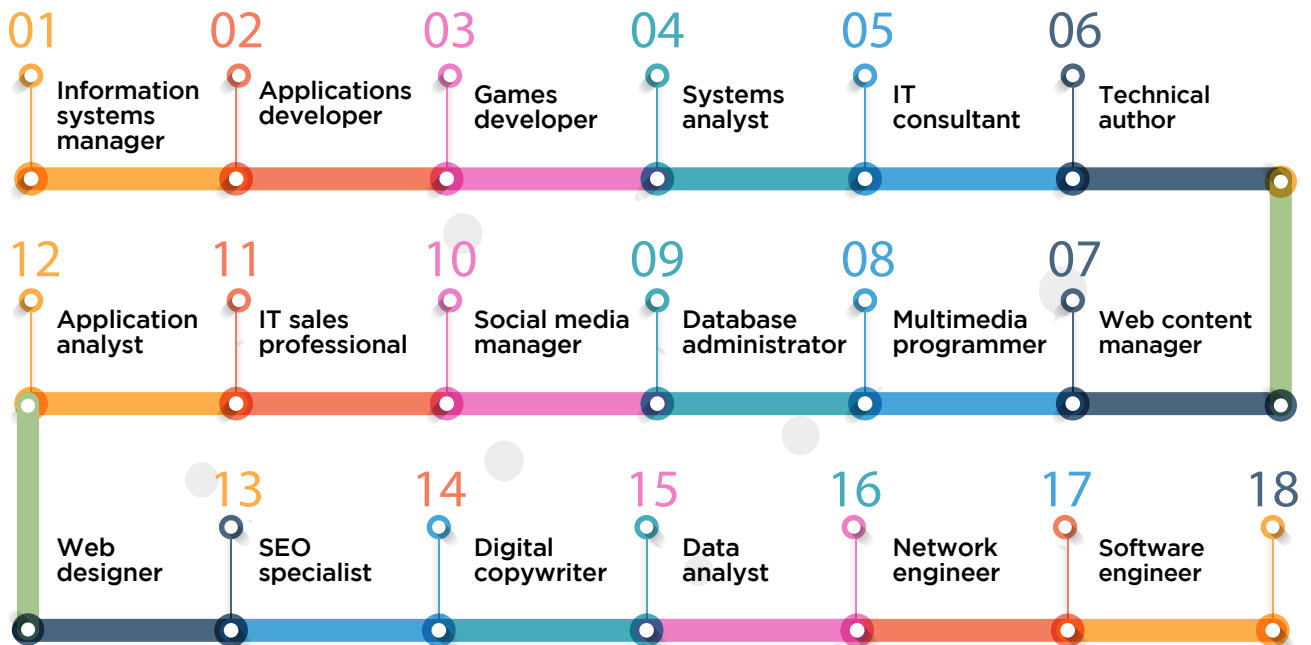 01
Information
systems
manager
02
Applications
developer
03
Games
developer
04
Systems
analyst
05
IT
consultant
06
Technical
author
12
Application
analyst
11
IT sales
professional
10
Social media
manager
09
Database
administrator
08
Multimedia
programmer
07
Web content
manager
Web
designer
13
SEO
specialist
14
Digital
copywriter
15
Data
analyst
16
Network
engineer
17
Software
engineer
18